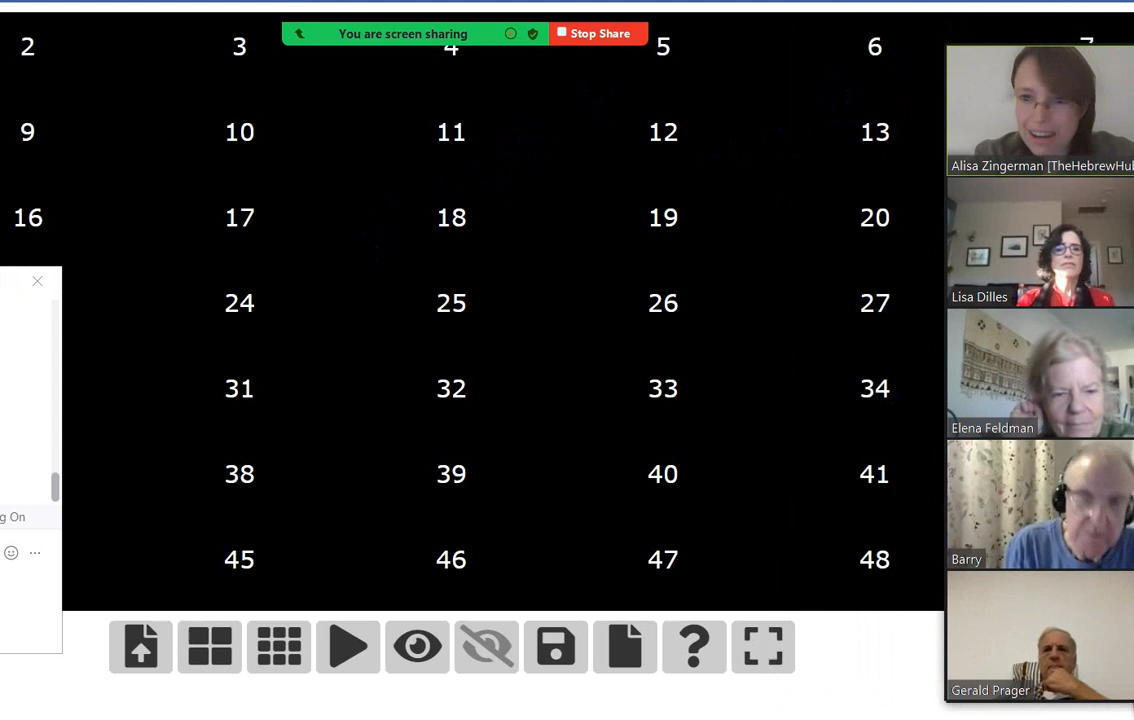 You are screen sharing Stop Share
2 3 4 5 6 7
9 10 11 12 13
16 17 18 19 20
24 25 26 27
31 32 33 34
38 39 40 41
45 46 47 48
g On
?
Alisa Zingerman [TheHebrewHu
Lisa Dilles
Elena Feldman
Barry
Gerald Prager